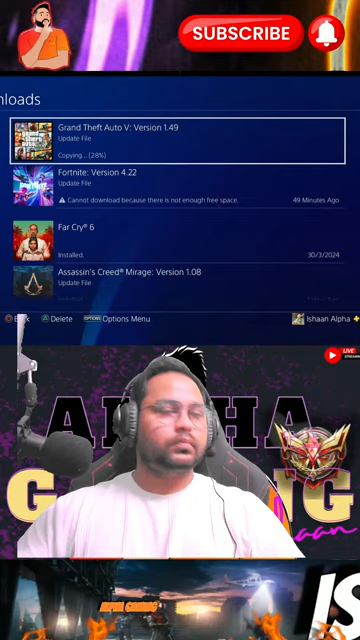 SUBSCRIBE
nloads
Grand Theft Auto V: Version 1.49
Update File
Copying... (28%)
Fortnite: Version 4.22
Update File
Cannot download because there is not enough free space.
49 Minutes Ago
Far Cry® 6
Installed.
30/3/2024
Assassin's Creed® Mirage: Version 1.08
Update File
Delete
OPTIONS Options Menu
Ishaan Alpha
LIVE
ALPHA GAMING
IS